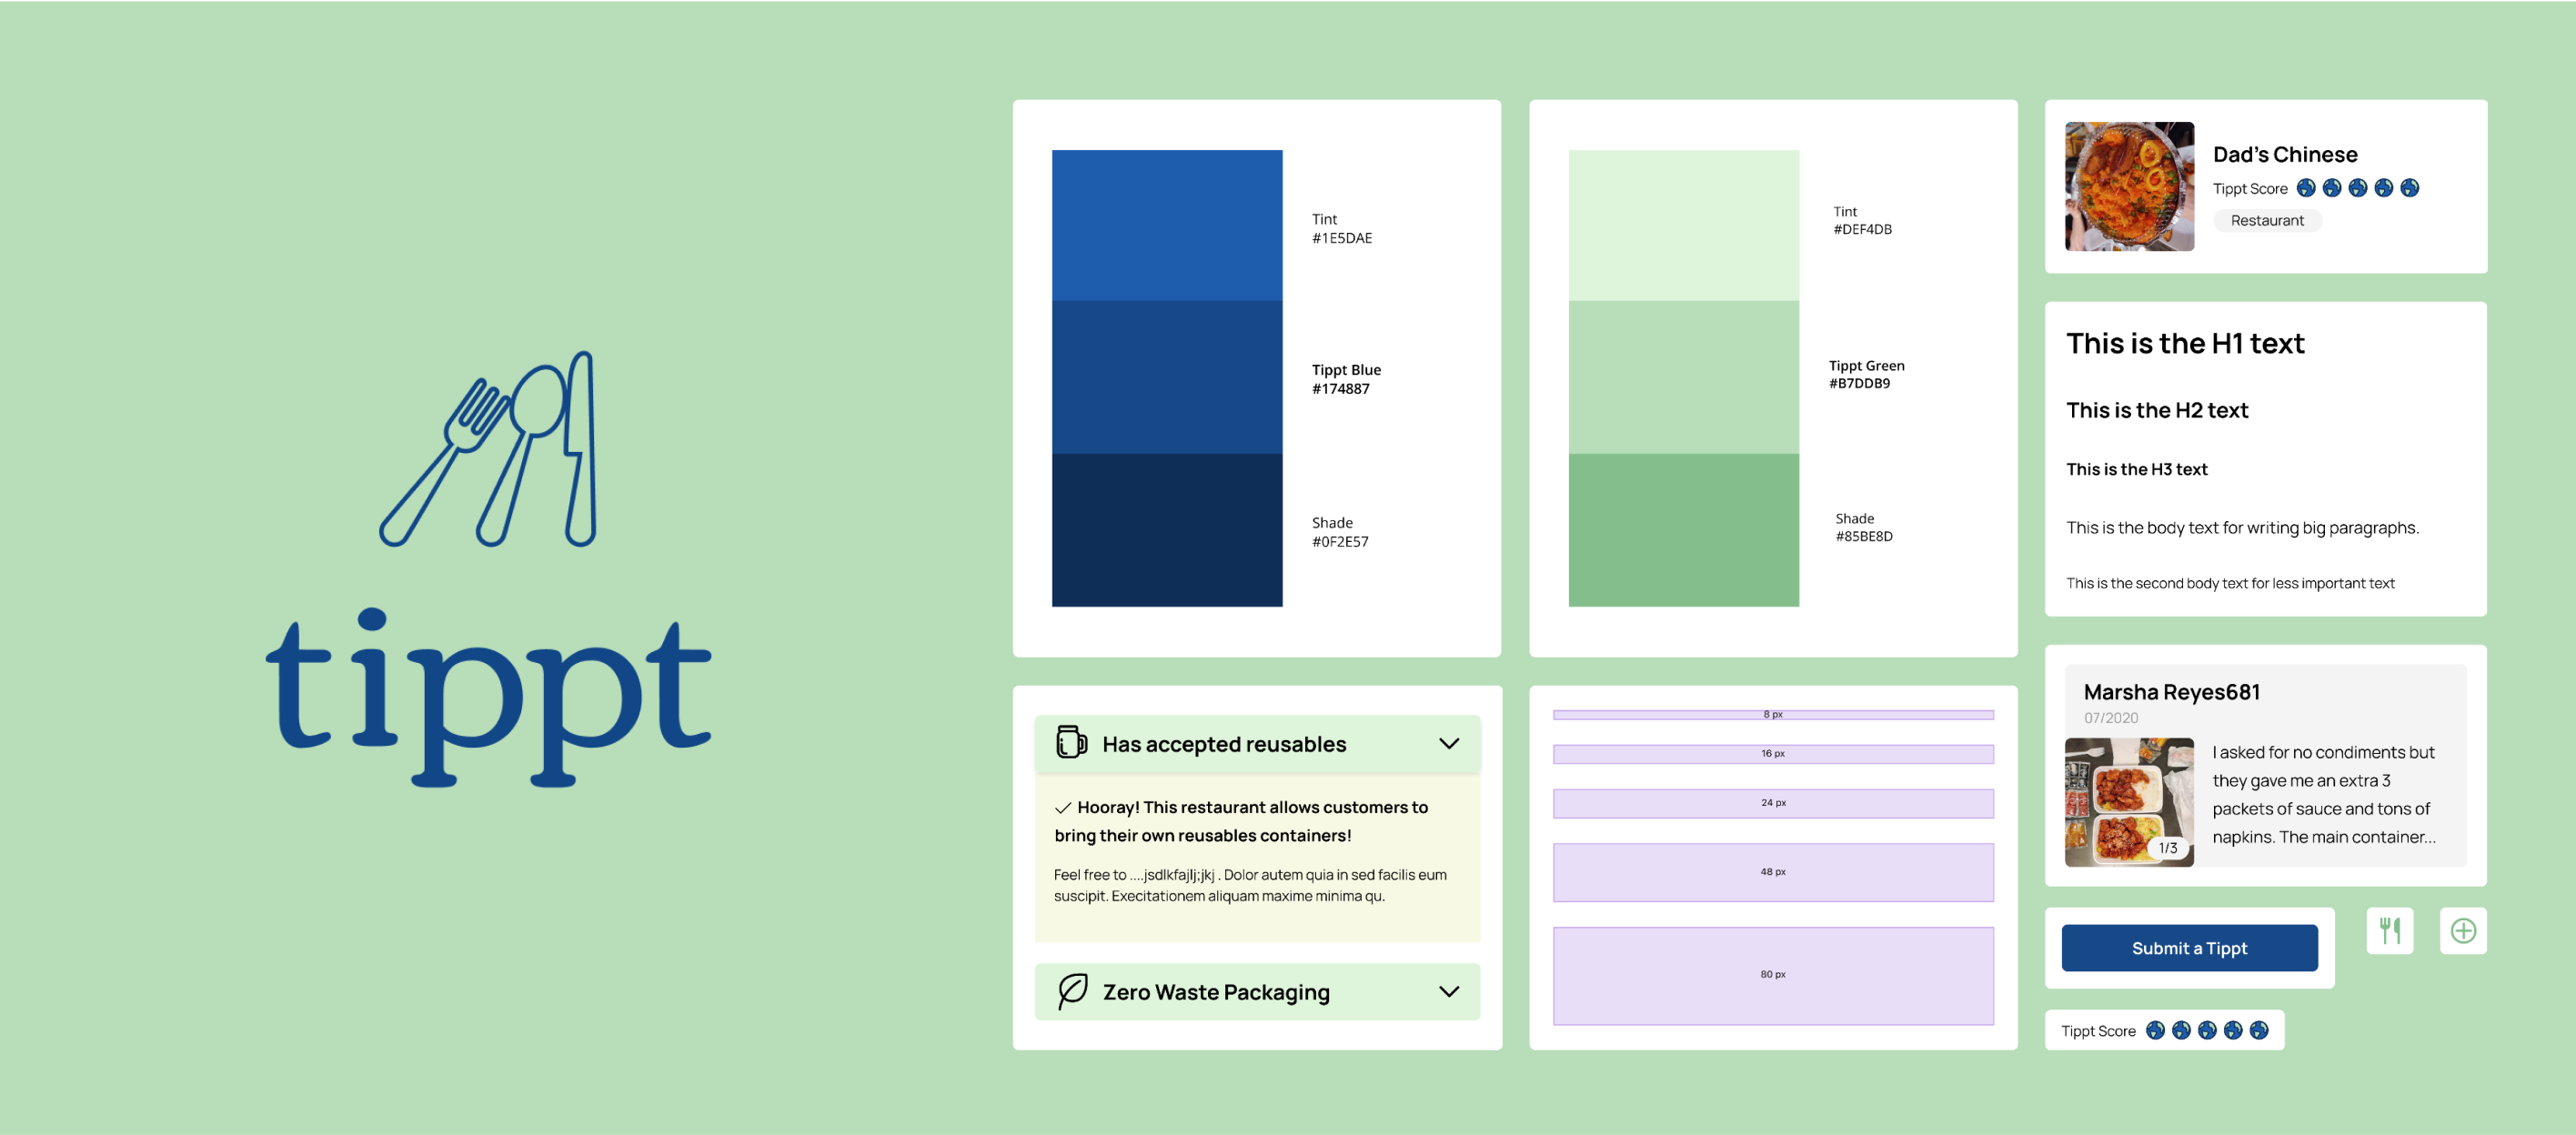 tippt
Tint
#1E5DAE
Tippt Blue
#174887
Shade
#0F2E57
Tint
#DEF4DB
Tippt Green
#B7DDB9
Shade
#85BE8D
Has accepted reusables
Hooray! This restaurant allows customers to
bring their own reusables containers!
Feel free to ....jsdlkfajlj;jkj . Dolor autem quia in sed facilis eum
suscipit. Execitationem aliquam maxime minima qu.
Zero Waste Packaging
8 px
16 px
24 px
48 px
80 px
Dad's Chinese
Tippt Score
Restaurant
This is the H1 text
This is the H2 text
This is the H3 text
This is the body text for writing big paragraphs.
This is the second body text for less important text
Marsha Reyes681
07/2020
I asked for no condiments but
they gave me an extra 3
packets of sauce and tons of
napkins. The main container...
1/3
Submit a Tippt
Tippt Score